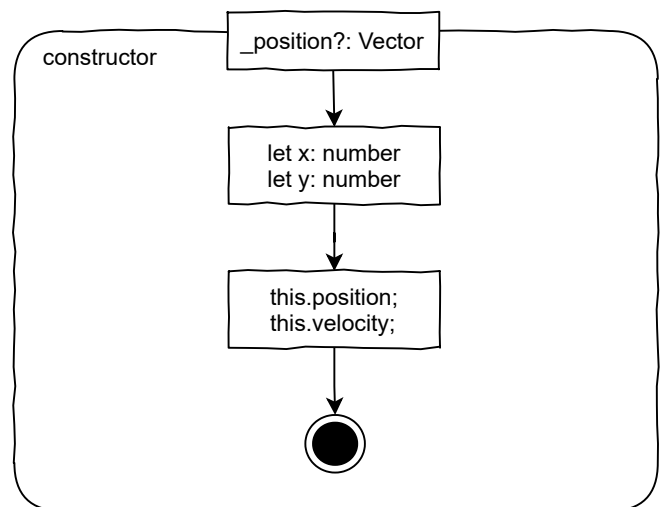 _position?: Vector
constructor
let x: number
let y: number
this.position;
this.velocity;